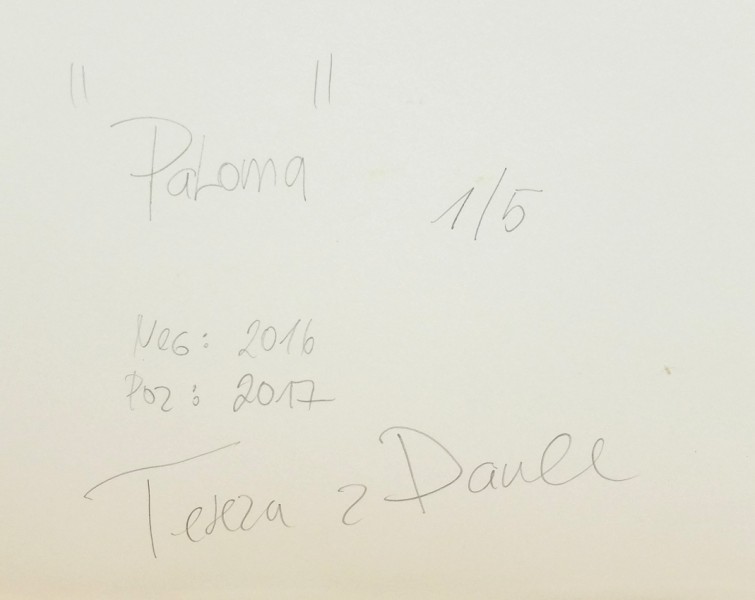 "Paloma"
1/5
Neg: 2016
Poz: 2017
Tereza z Davle